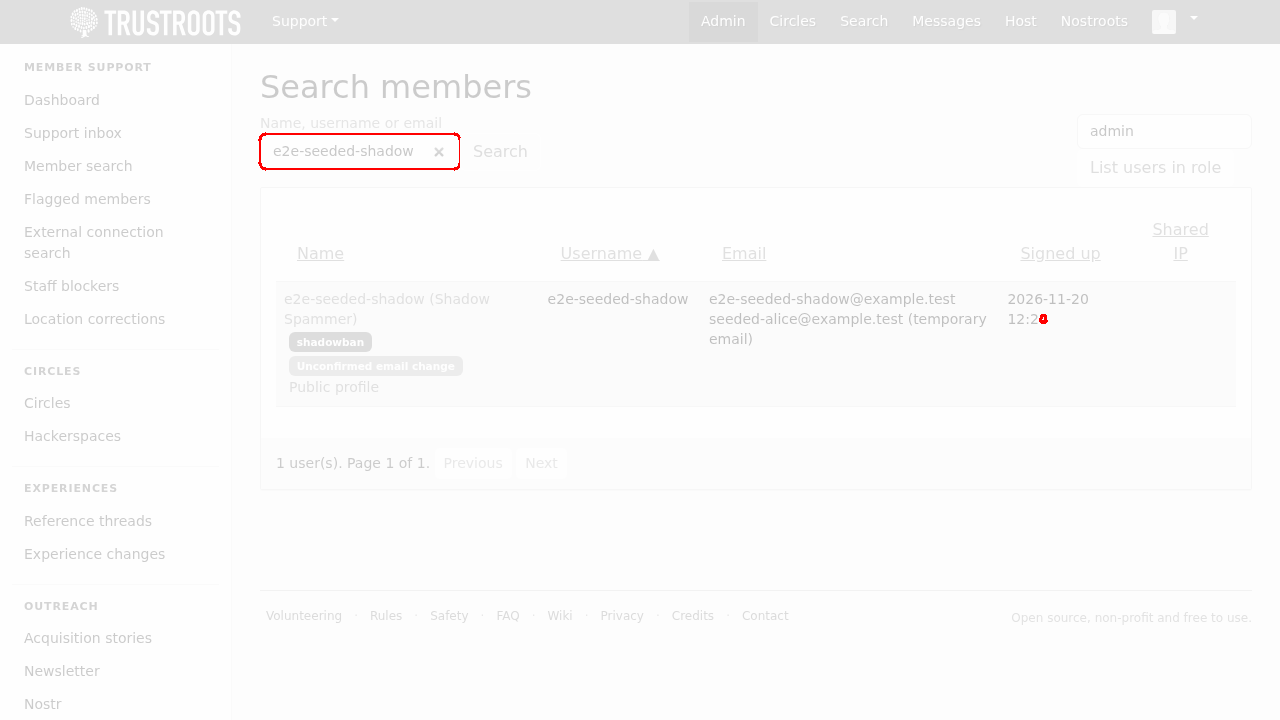 TRUSTROOTS
Support
Admin
Circles
Search
Messages
Host
Nostroots
MEMBER SUPPORT
Dashboard
Support inbox
Member search
Flagged members
External connection
search
Staff blockers
Location corrections
CIRCLES
Circles
Hackerspaces
EXPERIENCES
Reference threads
Experience changes
OUTREACH
Acquisition stories
Newsletter
Nostr
Search members
Name, username or email
e2e-seeded-shadow ×
Search
admin
List users in role
Name
Username ▲
Email
Signed up
Shared
IP
e2e-seeded-shadow (Shadow
Spammer)
shadowban
Unconfirmed email change
Public profile
e2e-seeded-shadow
e2e-seeded-shadow@example.test
seeded-alice@example.test (temporary
email)
2026-11-20
1 user(s). Page 1 of 1.
Previous
Next
Volunteering · Rules · Safety · FAQ · Wiki · Privacy · Credits · Contact
Open source, non-profit and free to use.